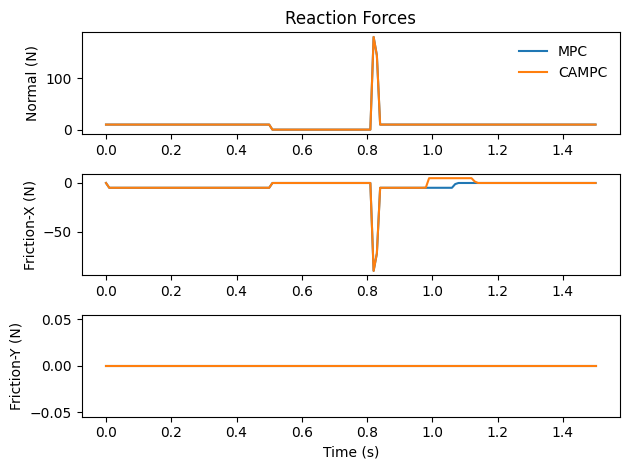 Reaction Forces
Normal (N)
100
0
MPC
CAMPC
0.0 0.2 0.4 0.6 0.8 1.0 1.2 1.4
Friction-X (N)
0
−50
0.0 0.2 0.4 0.6 0.8 1.0 1.2 1.4
Friction-Y (N)
0.05
0.00
−0.05
0.0 0.2 0.4 0.6 0.8 1.0 1.2 1.4
Time (s)